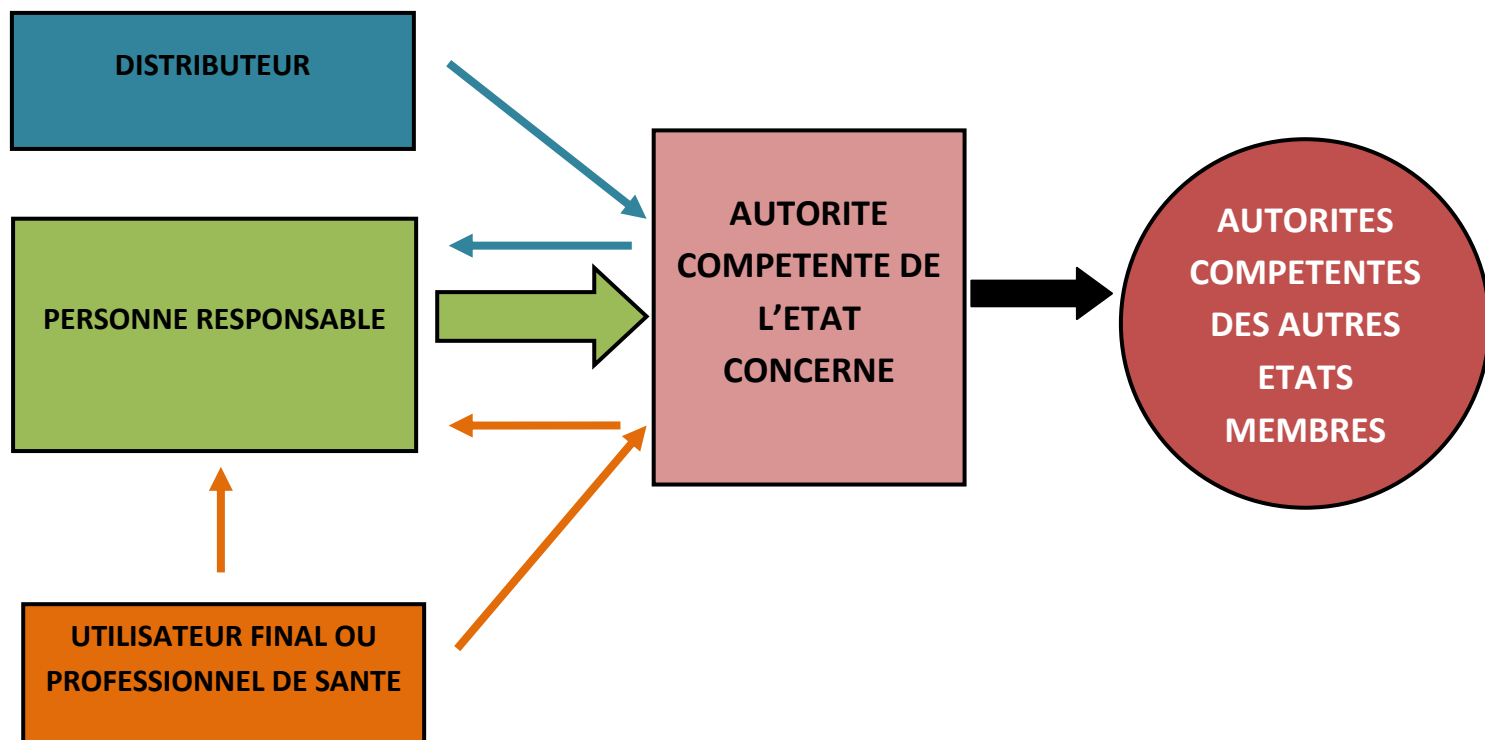 DISTRIBUTEUR
PERSONNE RESPONSABLE
UTILISATEUR FINAL OU
PROFESSIONNEL DE SANTE
AUTORITE
COMPETENTE DE
L’ETAT
CONCERNE
AUTORITES
COMPETENTES
DES AUTRES
ETATS
MEMBRES